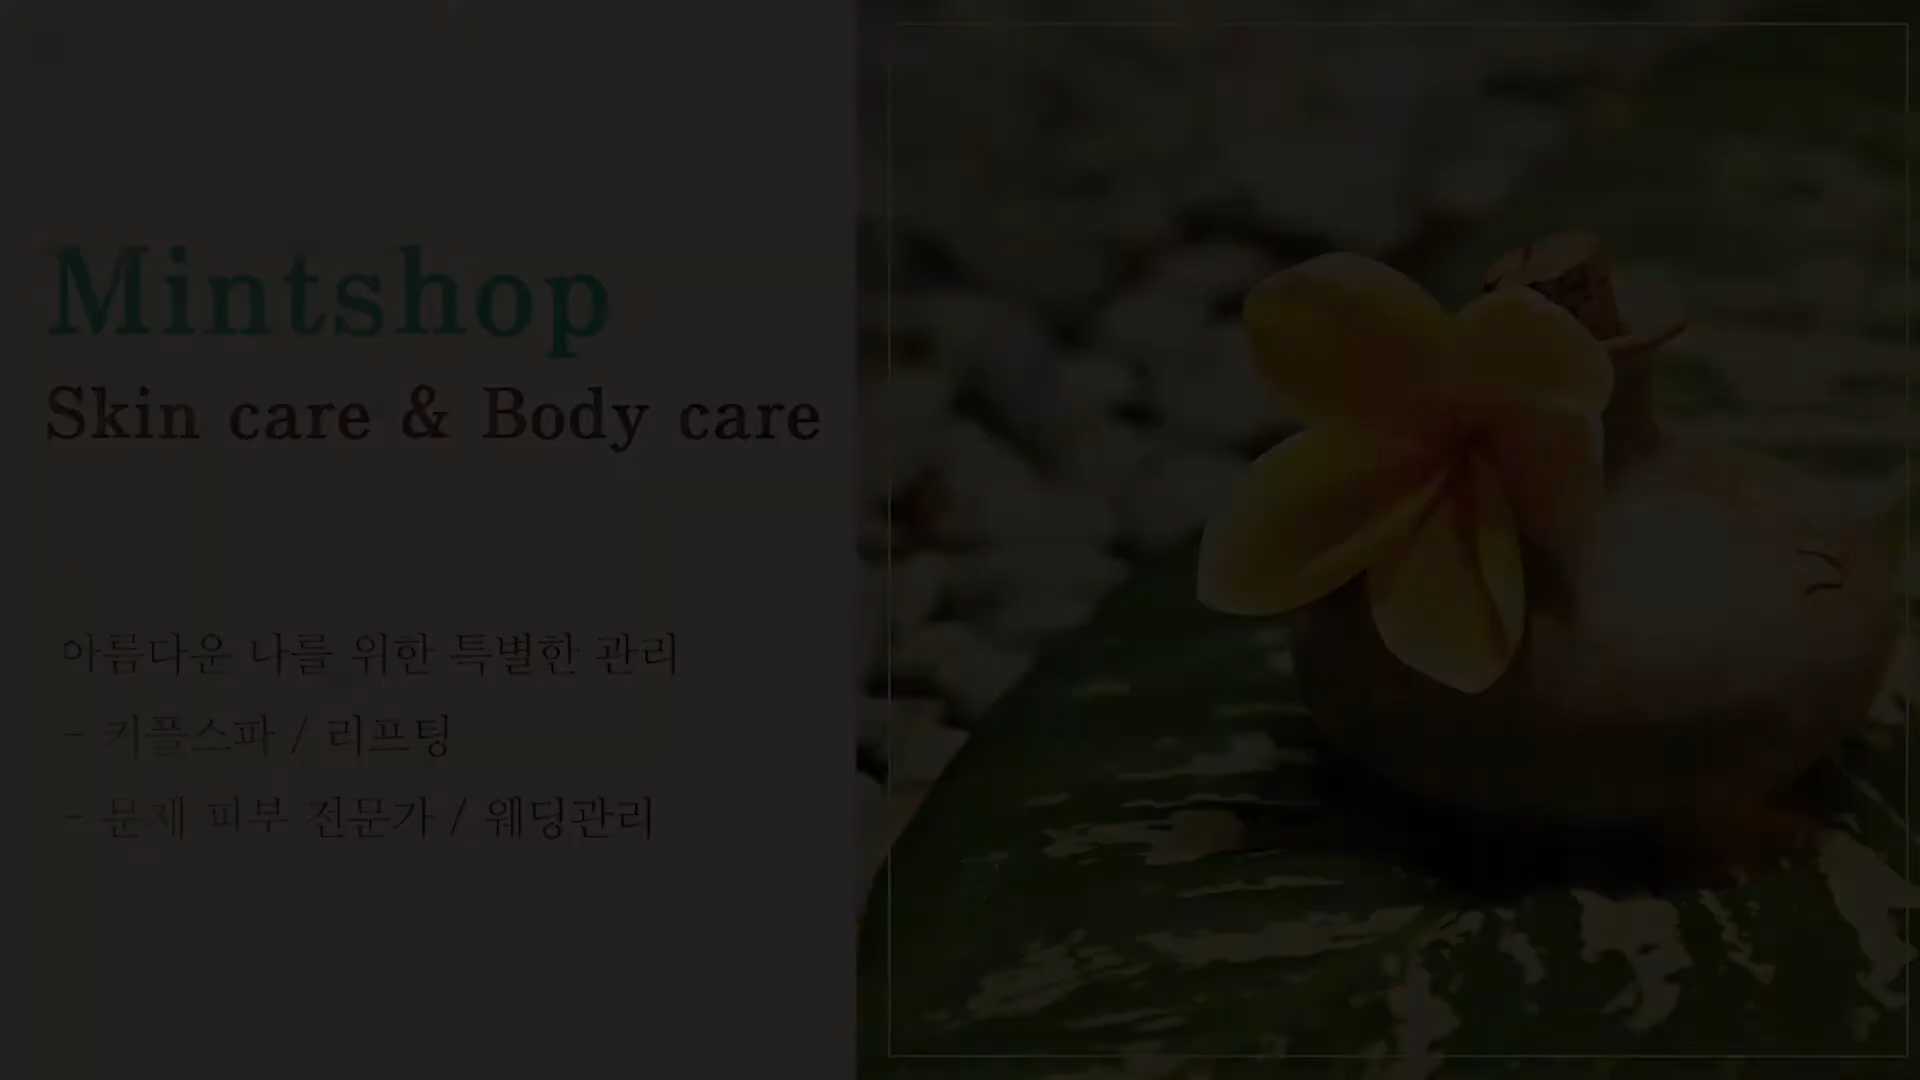 Mintshop
Skin care & Body care
아름다운 나를 위한 특별한 관리
- 키플스파 / 리프팅
- 문제 피부 전문가 / 웨딩관리